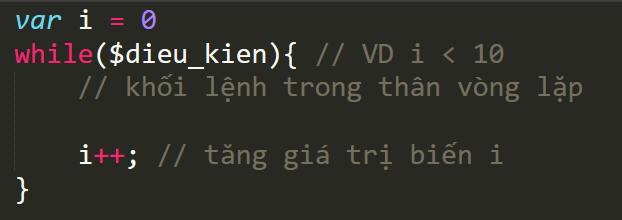 var i = 0
while($dieu_kien){ // VD i < 10
// khối lệnh trong thân vòng lặp
i++; // tăng giá trị biến i
}